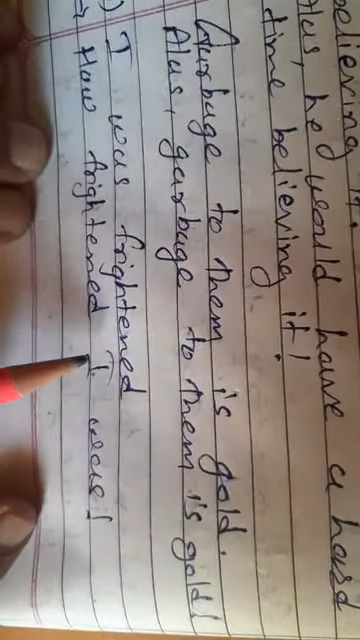 believing it.
Alas, he would have a hard
time believing it!
Garbage to them is gold.
Alas, garbage to them is gold!
) I was frightened
→ How frightened I were!